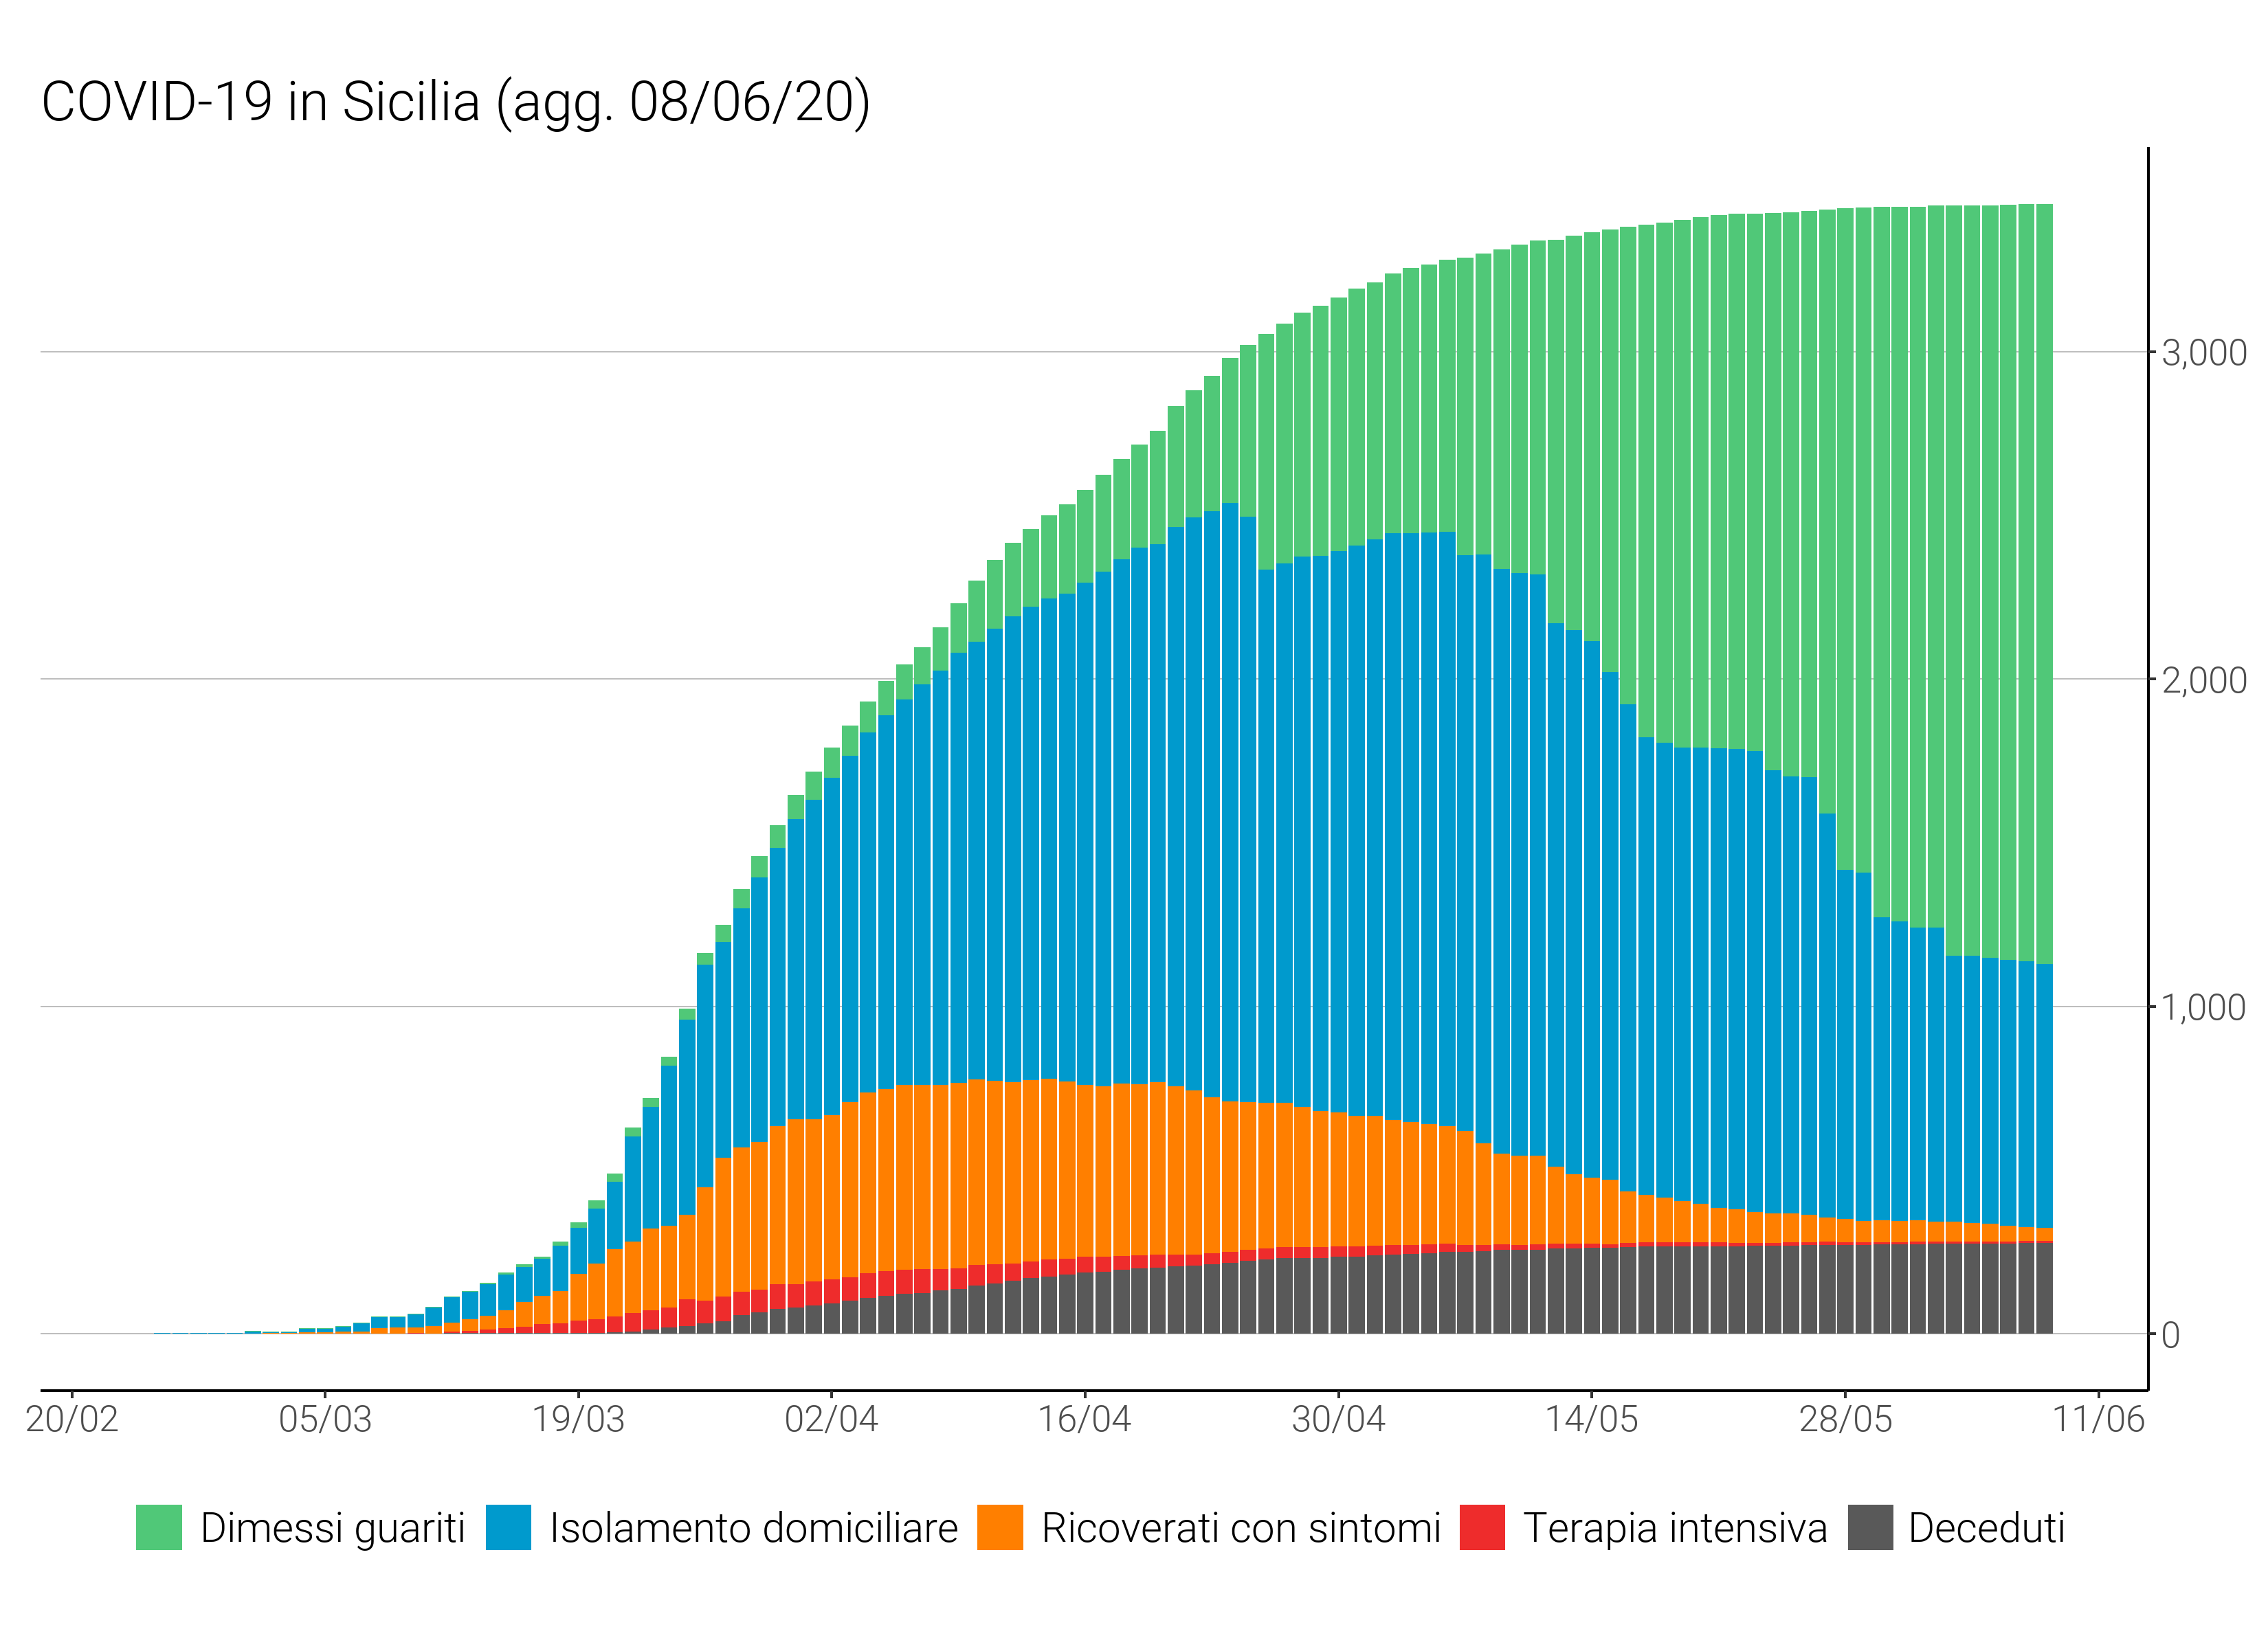 COVID-19 in Sicilia (agg. 08/06/20)
3,000
2,000
1,000
0
20/02 05/03 19/03 02/04 16/04 30/04 14/05 28/05 11/06
Dimessi guariti Isolamento domiciliare Ricoverati con sintomi Terapia intensiva Deceduti